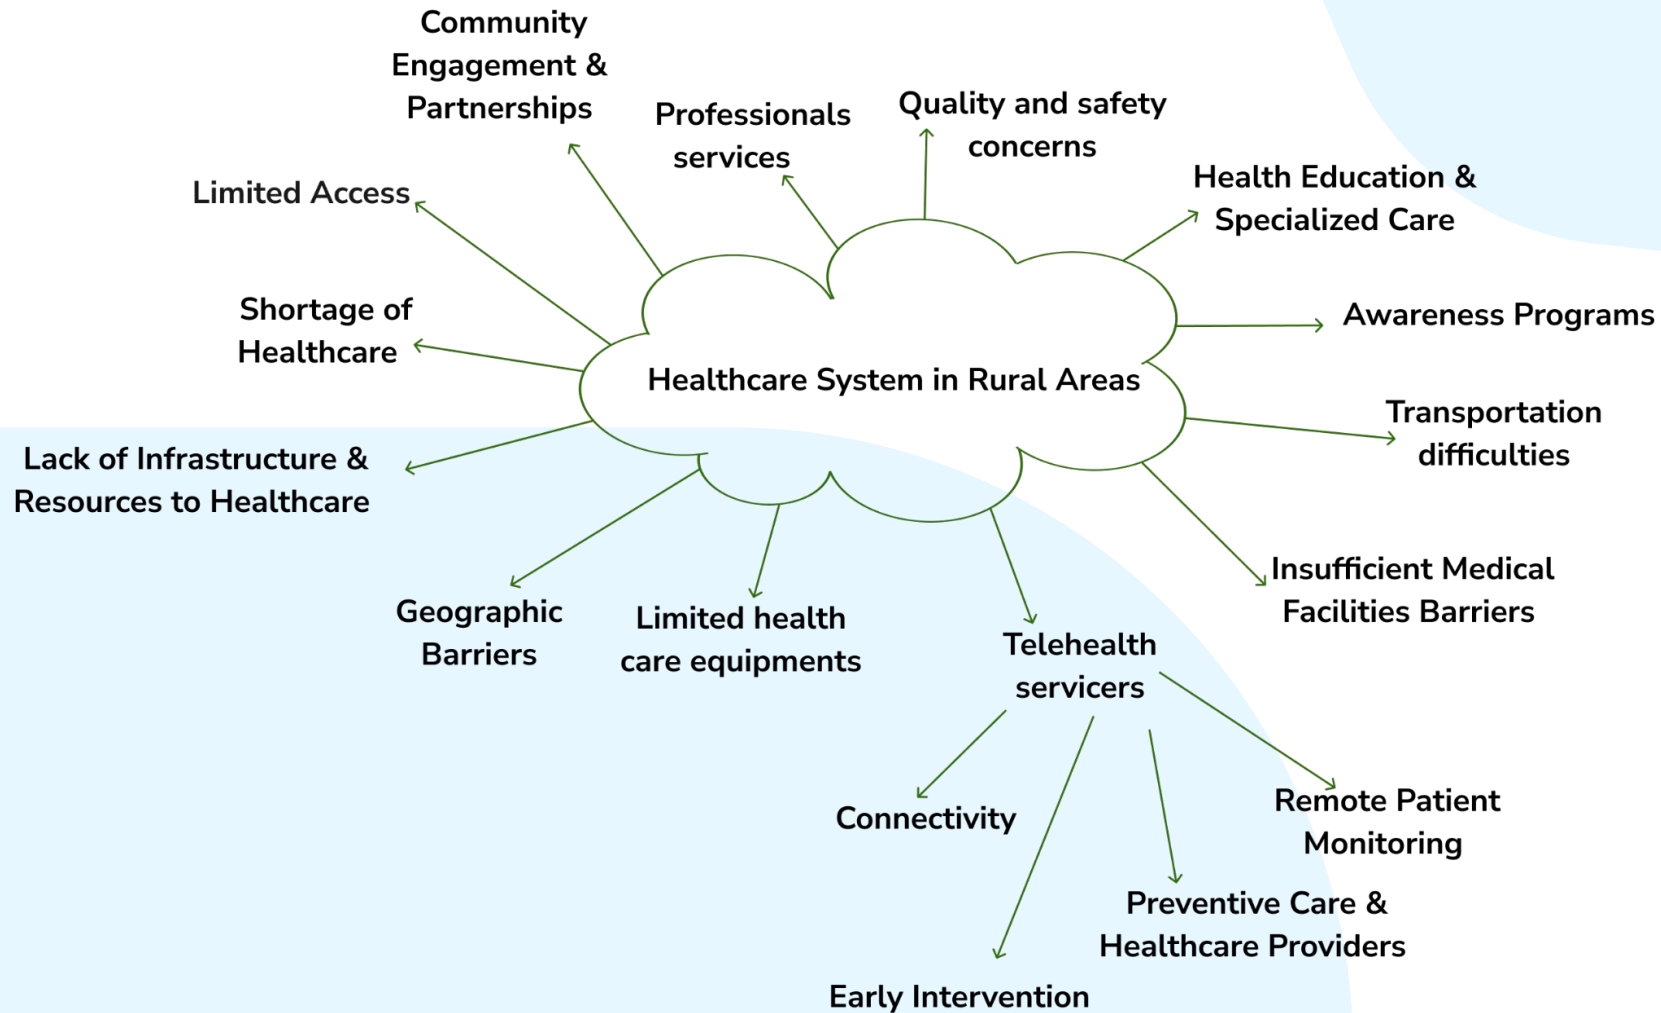 Community
Engagement &
Partnerships
Professionals
services
Quality and safety
concerns
Health Education &
Specialized Care
Limited Access
Shortage of
Healthcare
Awareness Programs
Healthcare System in Rural Areas
Transportation
difficulties
Lack of Infrastructure &
Resources to Healthcare
Insufficient Medical
Facilities Barriers
Geographic
Barriers
Limited health
care equipments
Telehealth
servicers
Connectivity
Remote Patient
Monitoring
Preventive Care &
Healthcare Providers
Early Intervention